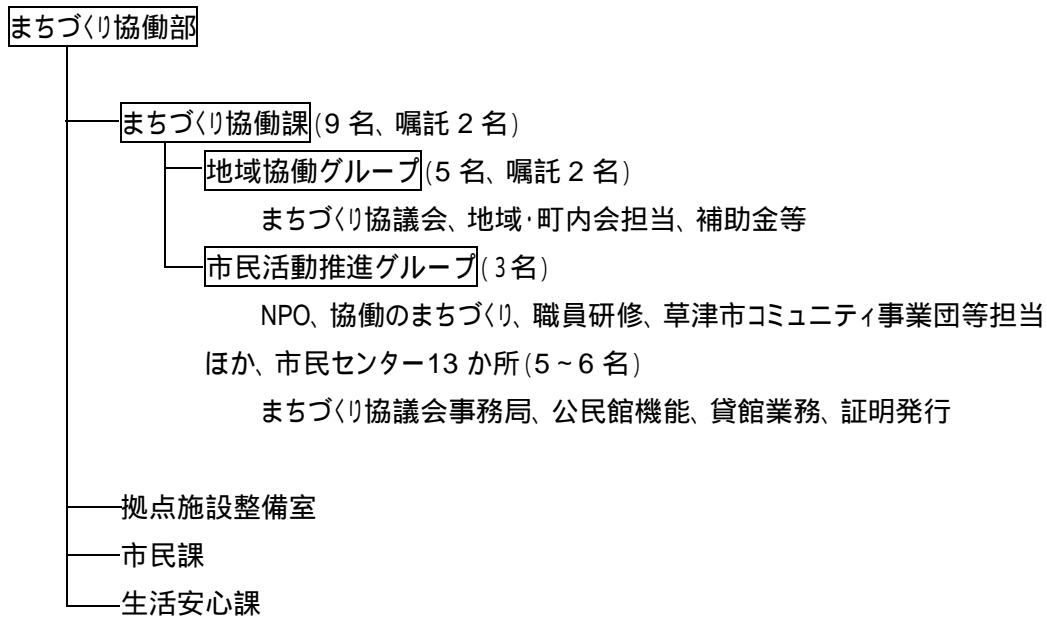 まちづくり協働部
まちづくり協働課(9 名、嘱託 2 名)
地域協働グループ(5 名、嘱託 2 名)
まちづくり協議会、地域・町内会担当、補助金等
市民活動推進グループ(3名)
NPO、協働のまちづくり、職員研修、草津市コミュニティ事業団等担当
ほか、市民センター13 か所(5~6 名)
まちづくり協議会事務局、公民館機能、貸館業務、証明発行
拠点施設整備室
市民課
生活安心課